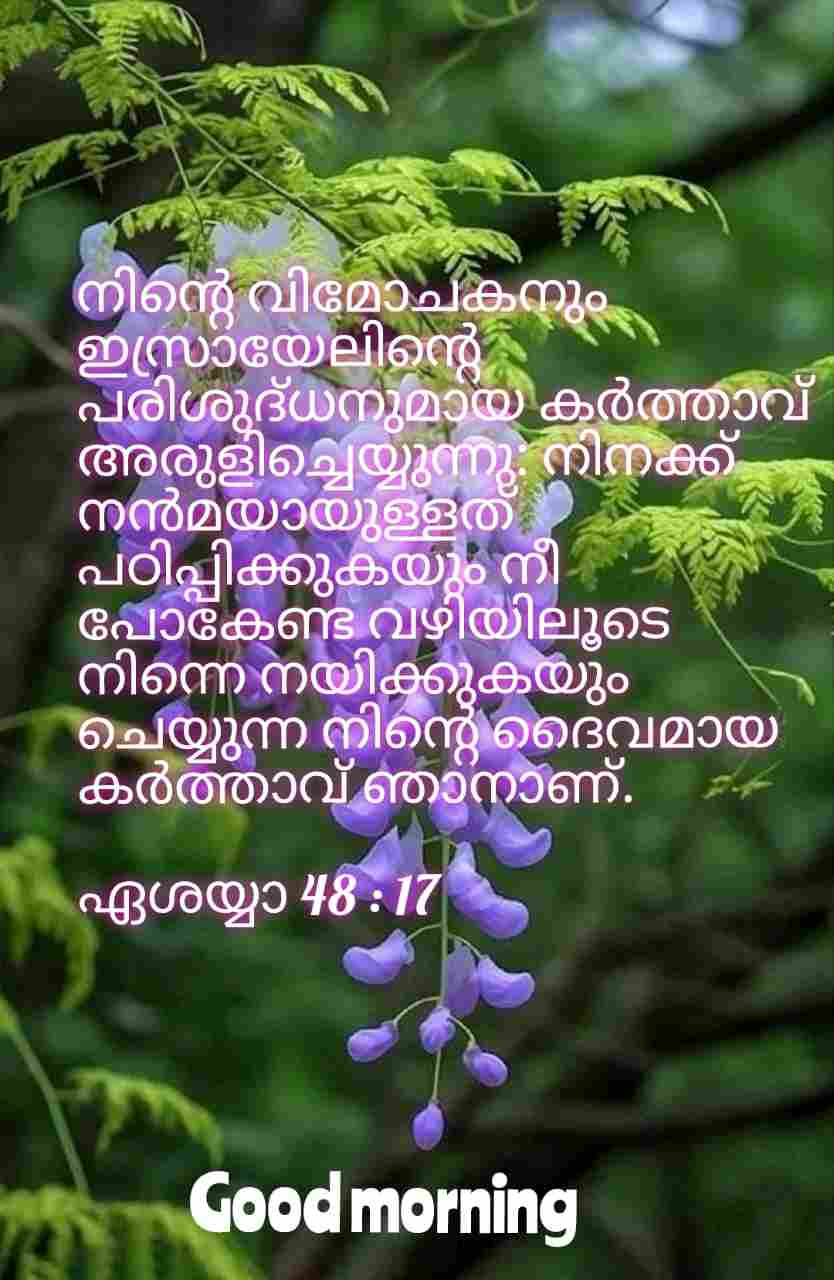 നിന്റെ വിമോചകനും
ഇസ്രായേലിന്റെ
പരിശുദ്ധനുമായ കർത്താവ്
അരുളിച്ചെയ്യുന്നു: നിനക്ക്
നൻമയായുള്ളത്
പഠിപ്പിക്കുകയും നീ
പോകേണ്ട വഴിയിലൂടെ
നിന്നെ നയിക്കുകയും
ചെയ്യുന്ന നിന്റെ ദൈവമായ
കർത്താവ് ഞാനാണ്.
ഏശയ്യാ 48 : 17
Good morning